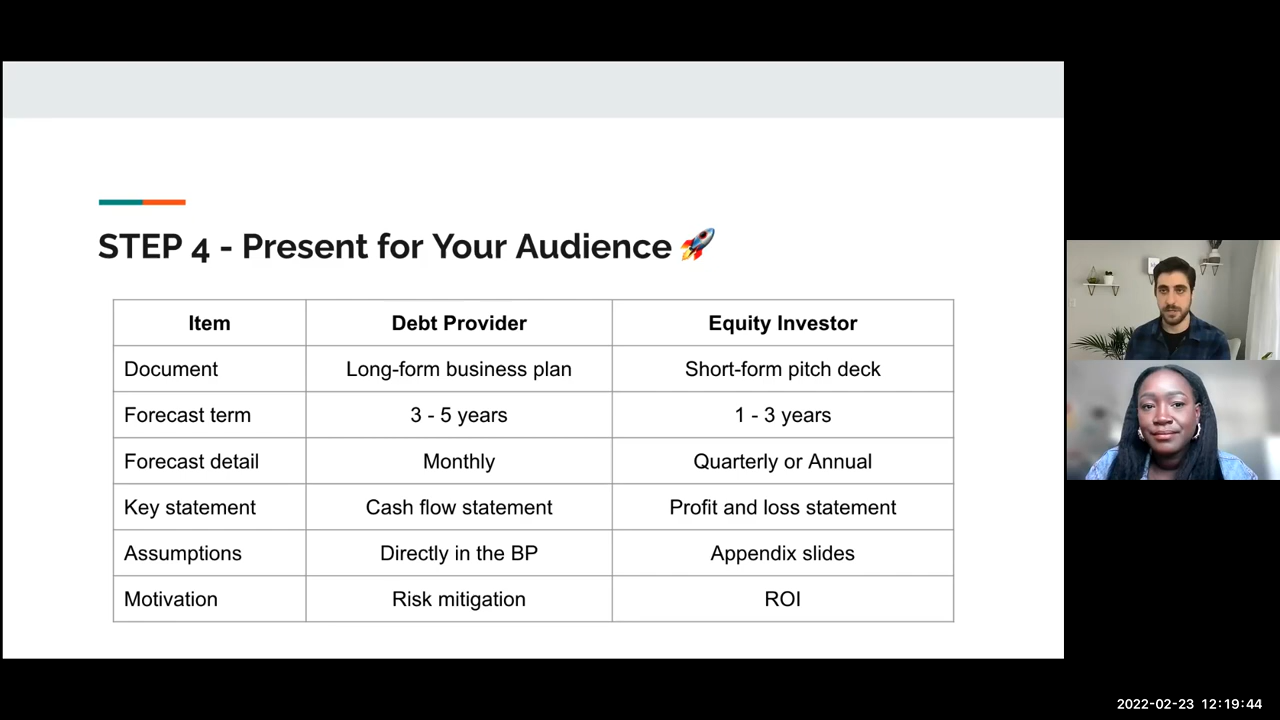 STEP 4 - Present for Your Audience 🚀
Item Debt Provider Equity Investor
Document Long-form business plan Short-form pitch deck
Forecast term 3 - 5 years 1 - 3 years
Forecast detail Monthly Quarterly or Annual
Key statement Cash flow statement Profit and loss statement
Assumptions Directly in the BP Appendix slides
Motivation Risk mitigation ROI
2022-02-23 12:19:44